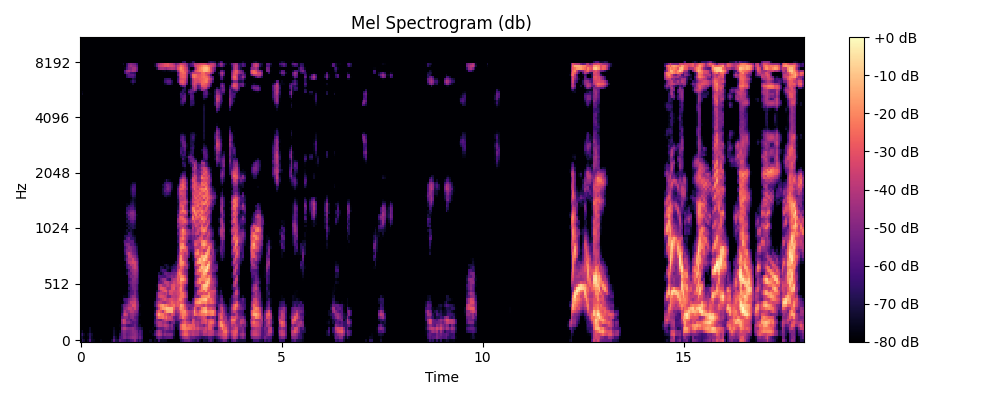 Mel Spectrogram (db)
Hz
8192
4096
2048
1024
512
0
0
5
10
15
Time
+0 dB
-10 dB
-20 dB
-30 dB
-40 dB
-50 dB
-60 dB
-70 dB
-80 dB